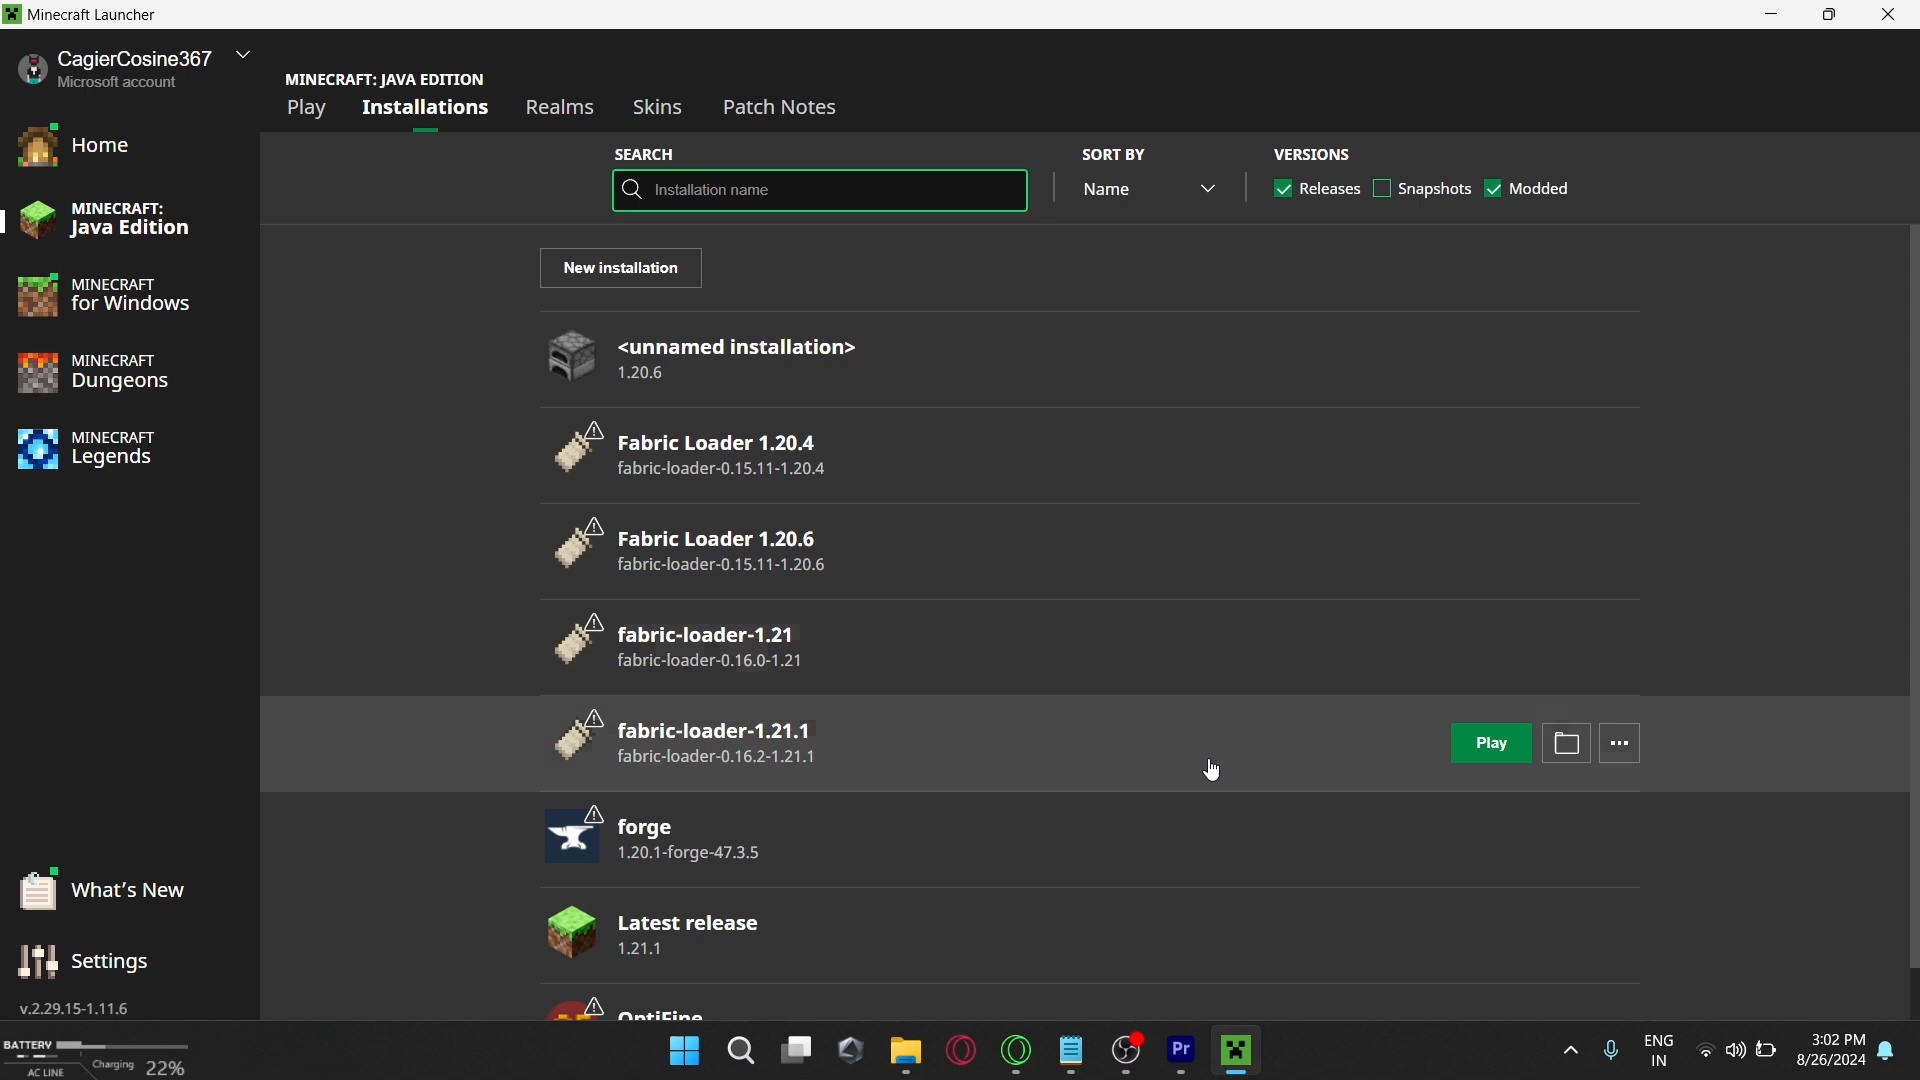 Minecraft Launcher
CagierCosine367
Microsoft account
Home
MINECRAFT:
Java Edition
MINECRAFT
for Windows
MINECRAFT
Dungeons
MINECRAFT
Legends
What's New
Settings
v.2.29.15-1.11.6
MINECRAFT: JAVA EDITION
Play Installations Realms Skins Patch Notes
SEARCH SORT BY VERSIONS
Installation name Name Releases Snapshots Modded
New installation
<unnamed installation>
1.20.6
Fabric Loader 1.20.4
fabric-loader-0.15.11-1.20.4
Fabric Loader 1.20.6
fabric-loader-0.15.11-1.20.6
fabric-loader-1.21
fabric-loader-0.16.0-1.21
fabric-loader-1.21.1
fabric-loader-0.16.2-1.21.1
Play
forge
1.20.1-forge-47.3.5
Latest release
1.21.1
OptiFine
BATTERY
AC LINE Charging 22%
Pr
ENG
IN
3:02 PM
8/26/2024